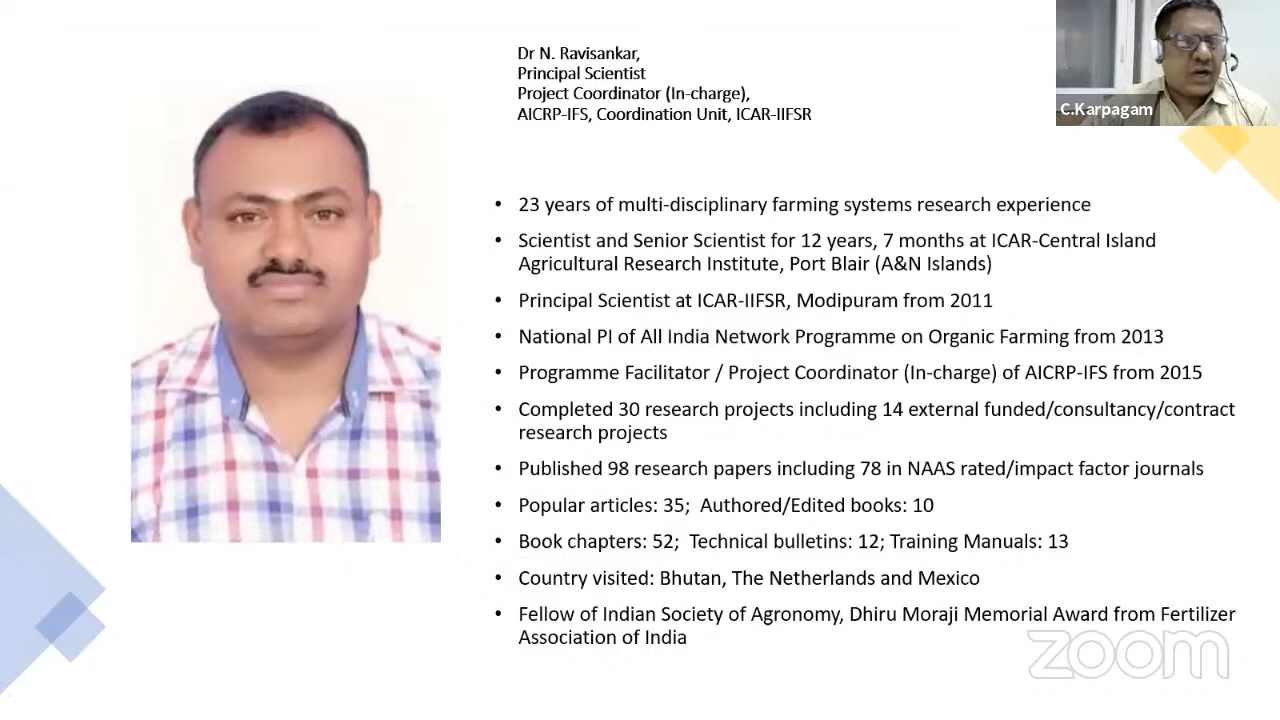 Dr N. Ravisankar,
Principal Scientist
Project Coordinator (In-charge),
AICRP-IFS, Coordination Unit, ICAR-IIFSR
C.Karpagam
• 23 years of multi-disciplinary farming systems research experience
• Scientist and Senior Scientist for 12 years, 7 months at ICAR-Central Island
Agricultural Research Institute, Port Blair (A&N Islands)
• Principal Scientist at ICAR-IIFSR, Modipuram from 2011
• National PI of All India Network Programme on Organic Farming from 2013
• Programme Facilitator / Project Coordinator (In-charge) of AICRP-IFS from 2015
• Completed 30 research projects including 14 external funded/consultancy/contract
research projects
• Published 98 research papers including 78 in NAAS rated/impact factor journals
• Popular articles: 35;  Authored/Edited books: 10
• Book chapters: 52;  Technical bulletins: 12; Training Manuals: 13
• Country visited: Bhutan, The Netherlands and Mexico
• Fellow of Indian Society of Agronomy, Dhiru Moraji Memorial Award from Fertilizer
Association of India
zoom